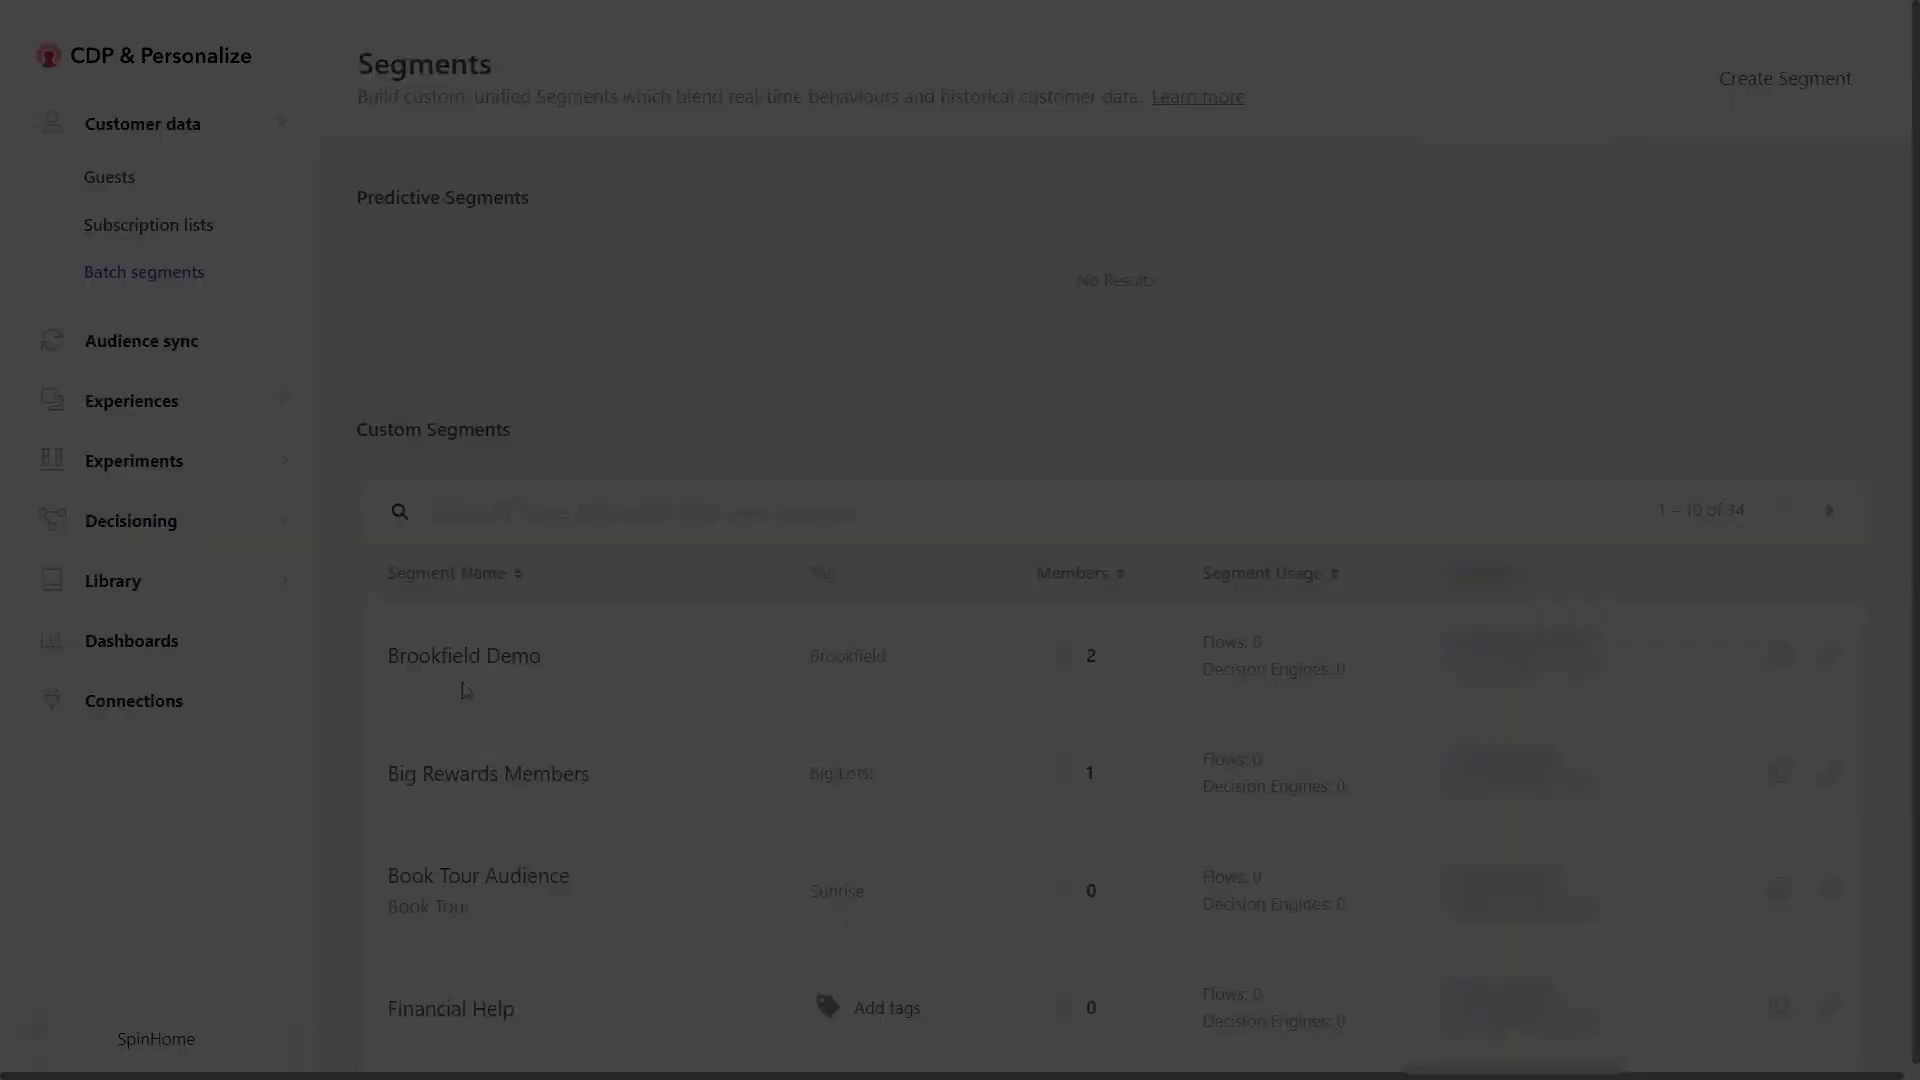 CDP & Personalize
Customer data
Guests
Subscription lists
Batch segments
Audience sync
Experiences
Experiments
Decisioning
Library
Dashboards
Connections
SpinHome
Segments
Build custom, unified Segments which blend real-time behaviours and historical customer data. Learn more
Create Segment
Predictive Segments
No Results
Custom Segments
1 – 10 of 34
Segment Name Tag Members Segment Usage
Brookfield Demo Brookfield 2 Flows: 0
Decision Engines: 0
Big Rewards Members Big Lots! 1 Flows: 0
Decision Engines: 0
Book Tour Audience Sunrise 0 Flows: 0
Book Tour Decision Engines: 0
Financial Help Add tags 0 Flows: 0
Decision Engines: 0